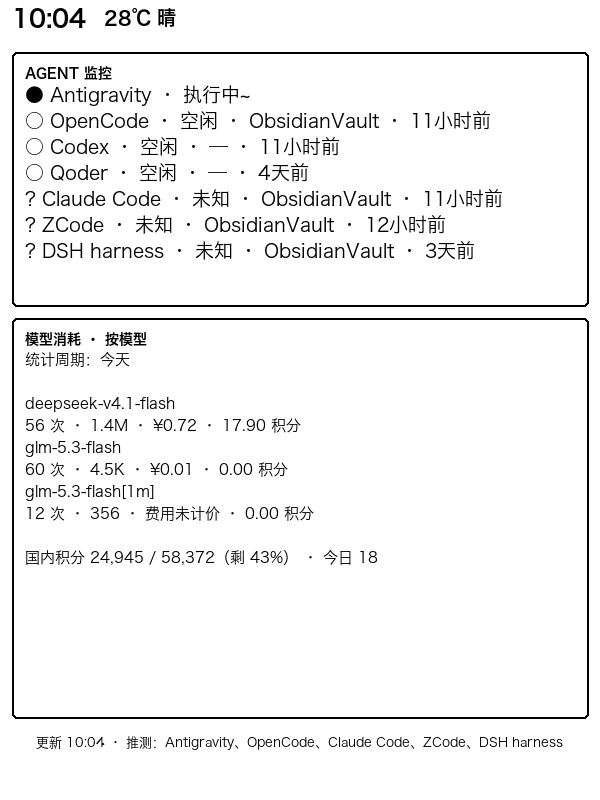 10:04 28℃ 晴
AGENT 监控
● Antigravity · 执行中~
○ OpenCode · 空闲 · ObsidianVault · 11小时前
○ Codex · 空闲 · — · 11小时前
○ Qoder · 空闲 · — · 4天前
? Claude Code · 未知 · ObsidianVault · 11小时前
? ZCode · 未知 · ObsidianVault · 12小时前
? DSH harness · 未知 · ObsidianVault · 3天前
模型消耗 · 按模型
统计周期：今天
deepseek-v4.1-flash
56 次 · 1.4M · ¥0.72 · 17.90 积分
glm-5.3-flash
60 次 · 4.5K · ¥0.01 · 0.00 积分
glm-5.3-flash[1m]
12 次 · 356 · 费用未计价 · 0.00 积分
国内积分 24,945 / 58,372（剩 43%） · 今日 18
更新 10:04 · 推测：Antigravity、OpenCode、Claude Code、ZCode、DSH harness